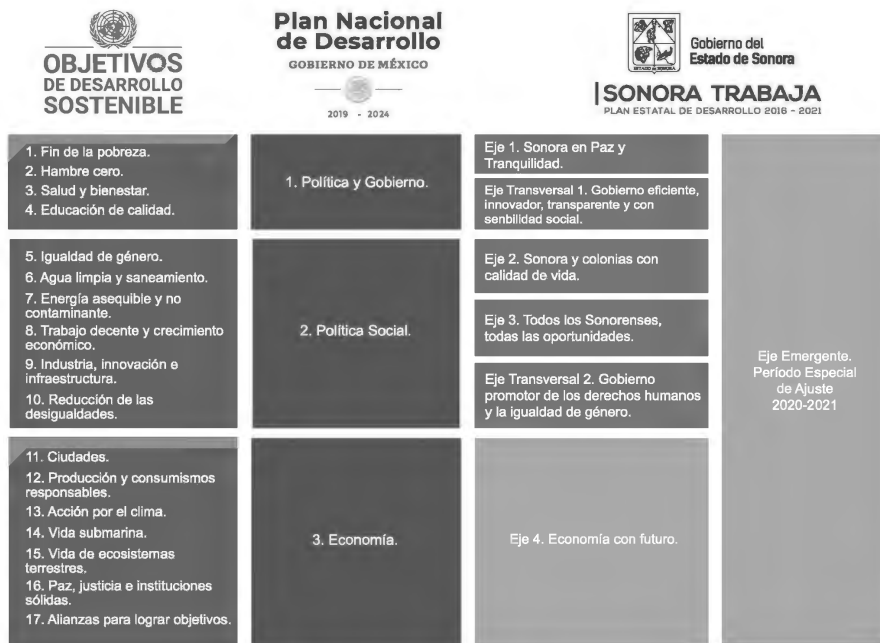 OBJETIVOS
DE DESARROLLO
SOSTENIBLE
Plan Nacional
de Desarrollo
GOBIERNO DE MÉXICO
2019 - 2024
Gobierno del
Estado de Sonora
SONORA TRABAJA
PLAN ESTATAL DE DESARROLLO 2016 - 2021
1. Fin de la pobreza.
2. Hambre cero.
3. Salud y bienestar.
4. Educación de calidad.
5. Igualdad de género.
6. Agua limpia y saneamiento.
7. Energía asequible y no
contaminante.
8. Trabajo decente y crecimiento
económico.
9. Industria, innovación e
infraestructura.
10. Reducción de las
desigualdades.
11. Ciudades.
12. Producción y consumismos
responsables.
13. Acción por el clima.
14. Vida submarina.
15. Vida de ecosistemas
terrestres.
16. Paz, justicia e instituciones
sólidas.
17. Alianzas para lograr objetivos.
1. Política y Gobierno.
2. Política Social.
3. Economía.
Eje 1. Sonora en Paz y
Tranquilidad.
Eje Transversal 1. Gobierno eficiente,
innovador, transparente y con
senbilidad social.
Eje 2. Sonora y colonias con
calidad de vida.
Eje 3. Todos los Sonorenses,
todas las oportunidades.
Eje Transversal 2. Gobierno
promotor de los derechos humanos
y la igualdad de género.
Eje 4. Economía con futuro.
Eje Emergente.
Período Especial
de Ajuste
2020-2021